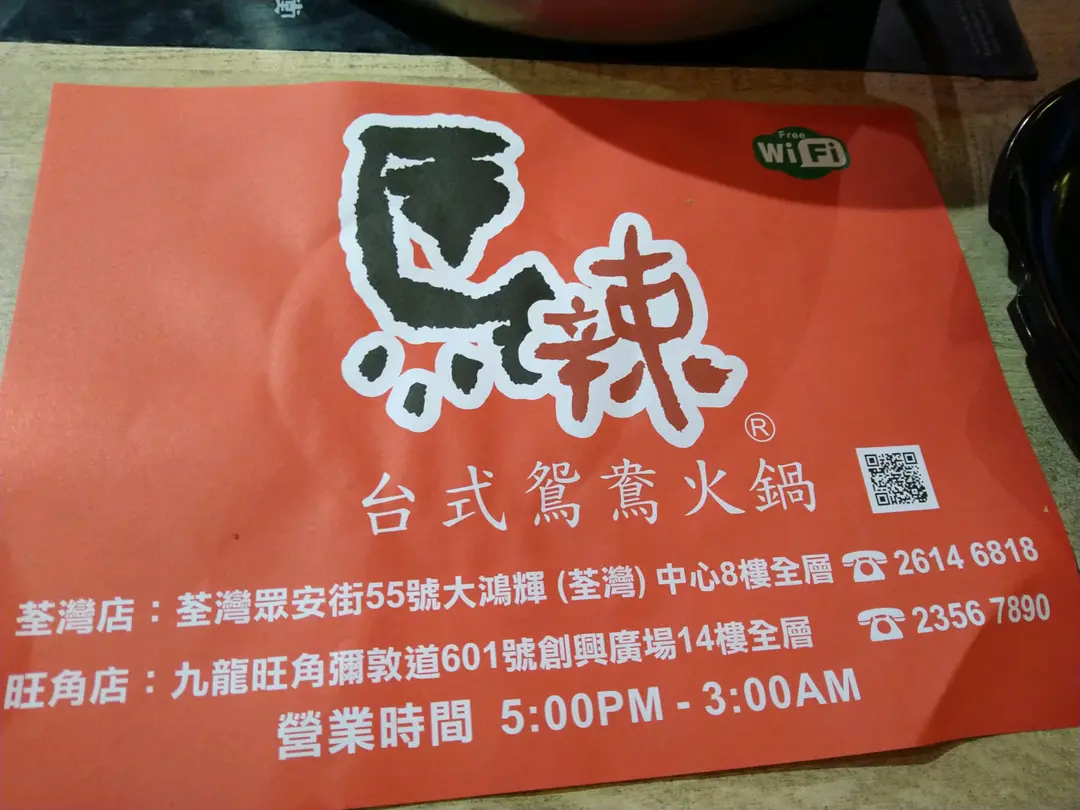 衛
Free
WiFi
馬辣
®
台式鴛鴦火鍋
荃灣店：荃灣眾安街55號大鴻輝 (荃灣) 中心8樓全層 ☎ 2614 6818
旺角店：九龍旺角彌敦道601號創興廣場14樓全層 ☎ 2356 7890
營業時間 5:00PM - 3:00AM